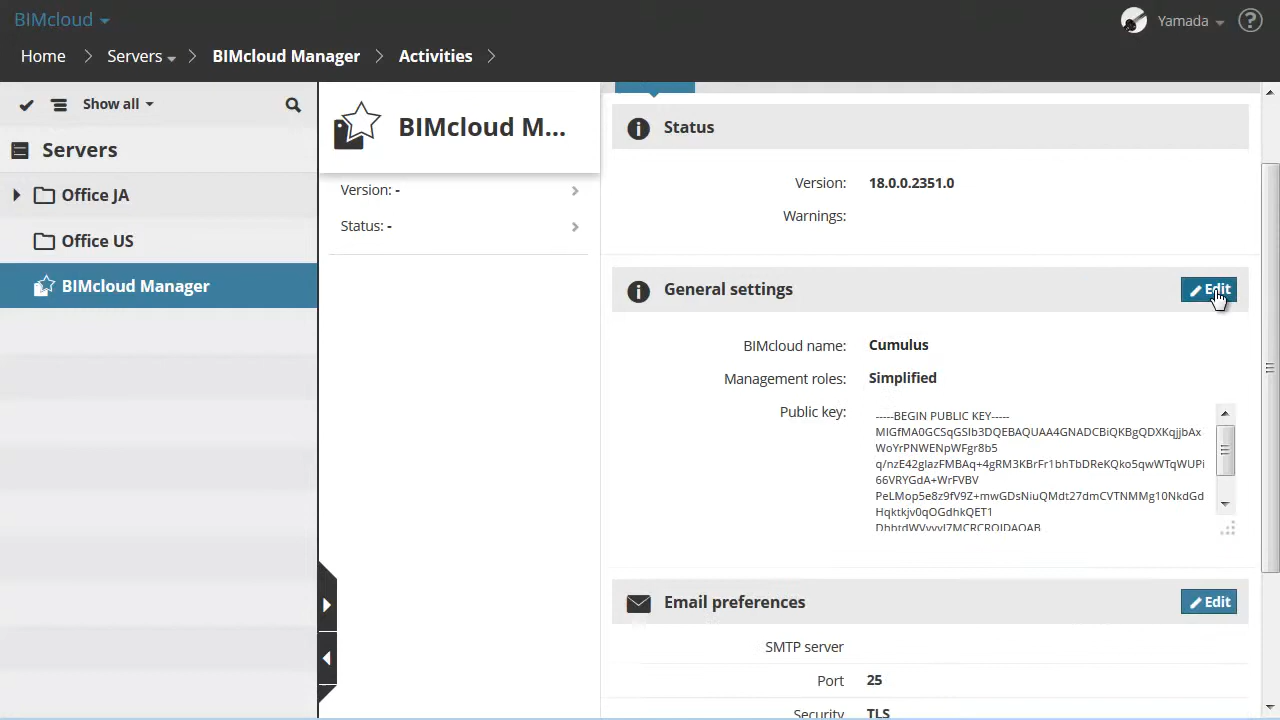 BIMcloud
Yamada
Home
Servers
BIMcloud Manager
Activities
Show all
Servers
Office JA
Office US
BIMcloud Manager
BIMcloud M...
Version: -
Status: -
Status
Version: 18.0.0.2351.0
Warnings:
General settings
Edit
BIMcloud name: Cumulus
Management roles: Simplified
Public key:
-----BEGIN PUBLIC KEY-----
MIGfMA0GCSqGSIb3DQEBAQUAA4GNADCBiQKBgQDXKqjjbAx
WoYrPNWENpWFgr8b5
q/nzE42glazFMBAq+4gRM3KBrFr1bhTbDReKQko5qwWTqWUPi
66VRYGdA+WrFVBV
PeLMop5e8z9fV9Z+mwGDsNiuQMdt27dmCVTNMMg10NkdGd
Hqktkjv0qOGdhkQET1
Email preferences
Edit
SMTP server
Port 25
Security TLS